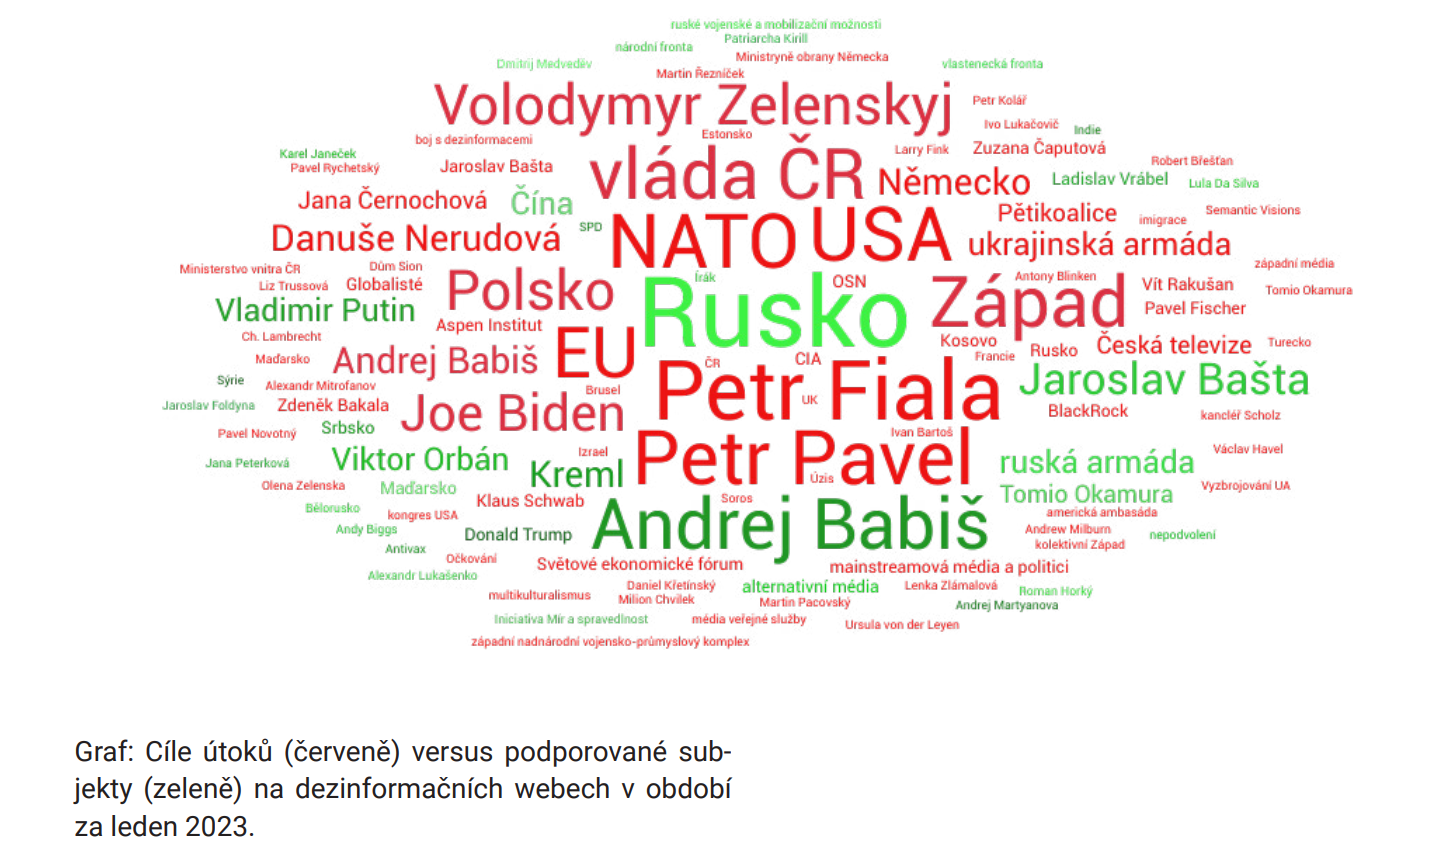 ruské vojenské a mobilizační možnosti
Patriarcha Kirill
národní fronta
Ministryně obrany Německa
Dmitrij Medveděv
vlastenecká fronta
Martin Řezníček
Volodymyr Zelenskyj
Petr Kolář
Ivo Lukačovič
Indie
Estonsko
boj s dezinformacemi
Karel Janeček
Larry Fink
Zuzana Čaputová
Pavel Rychetský
Jaroslav Bašta
vláda ČR
Robert Břešťan
Německo
Ladislav Vrábel
Lula Da Silva
Jana Černochová
Čína
Pětikoalice
imigrace
Semantic Visions
SPD
NATO
USA
Danuše Nerudová
ukrajinská armáda
Ministerstvo vnitra ČR
Dům Sion
západní média
Liz Trussová
Globalisté
Polsko
Írák
OSN
Antony Blinken
Vít Rakušan
Tomio Okamura
Vladimir Putin
Rusko
Západ
Pavel Fischer
Aspen Institut
Ch. Lambrecht
EU
Kosovo
Turecko
Maďarsko
Andrej Babiš
ČR
CIA
Francie
Rusko
Česká televize
Sýrie
Alexandr Mitrofanov
Brusel
Petr Fiala
Jaroslav Bašta
Jaroslav Foldyna
Zdeněk Bakala
Joe Biden
UK
BlackRock
kancléř Scholz
Pavel Novotný
Srbsko
Ivan Bartoš
Jana Peterková
Viktor Orbán
Izrael
Petr Pavel
ruská armáda
Václav Havel
Kreml
Úzis
Olena Zelenska
Maďarsko
Tomio Okamura
Vyzbrojování UA
Bělorusko
Klaus Schwab
Soros
kongres USA
americká ambasáda
Andy Biggs
Donald Trump
Andrej Babiš
Andrew Milburn
nepodvolení
Antivax
kolektivní Západ
Očkování
Světové ekonomické fórum
mainstreamová média a politici
Alexandr Lukašenko
Daniel Křetínský
alternativní média
Lenka Zlámalová
Roman Horký
multikulturalismus
Milion Chvilek
Martin Pacovský
Andrej Martyanova
Iniciativa Mír a spravedlnost
média veřejné služby
Ursula von der Leyen
západní nadnárodní vojensko-průmyslový komplex
Graf: Cíle útoků (červeně) versus podporované sub-
jekty (zeleně) na dezinformačních webech v období
za leden 2023.